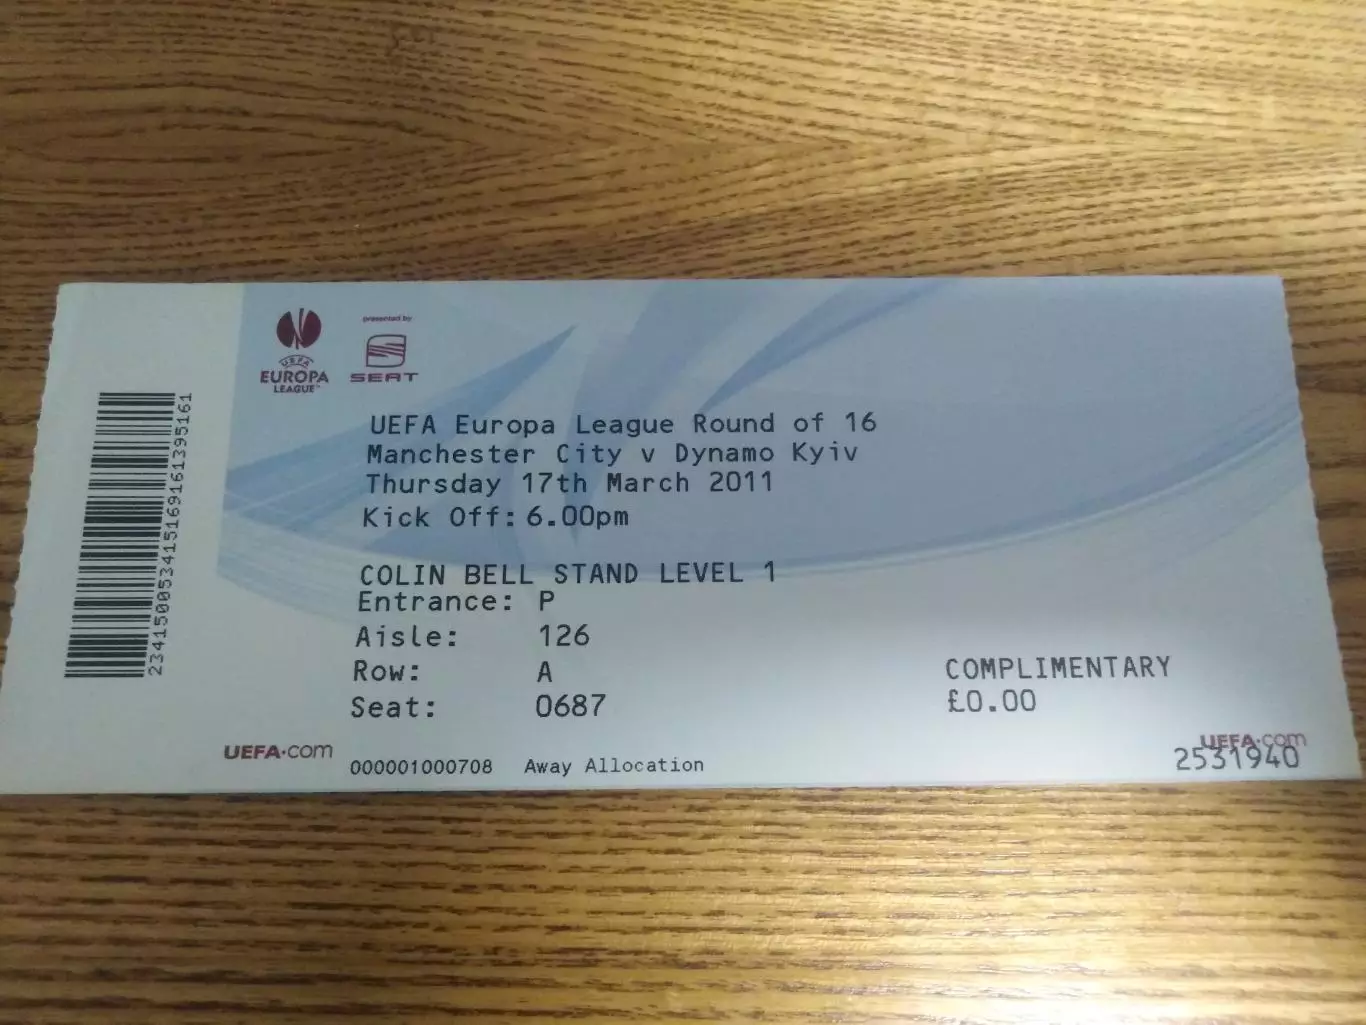 presented by
UEFA
EUROPA
LEAGUE™
SEAT
UEFA Europa League Round of 16
Manchester City v Dynamo Kyiv
Thursday 17th March 2011
Kick Off: 6.00pm
COLIN BELL STAND LEVEL 1
Entrance: P
Aisle: 126
Row: A
Seat: 0687
COMPLIMENTARY
£0.00
UEFA.com
000001000708 Away Allocation
UEFA.com
2531940
23415005341516916139516​1